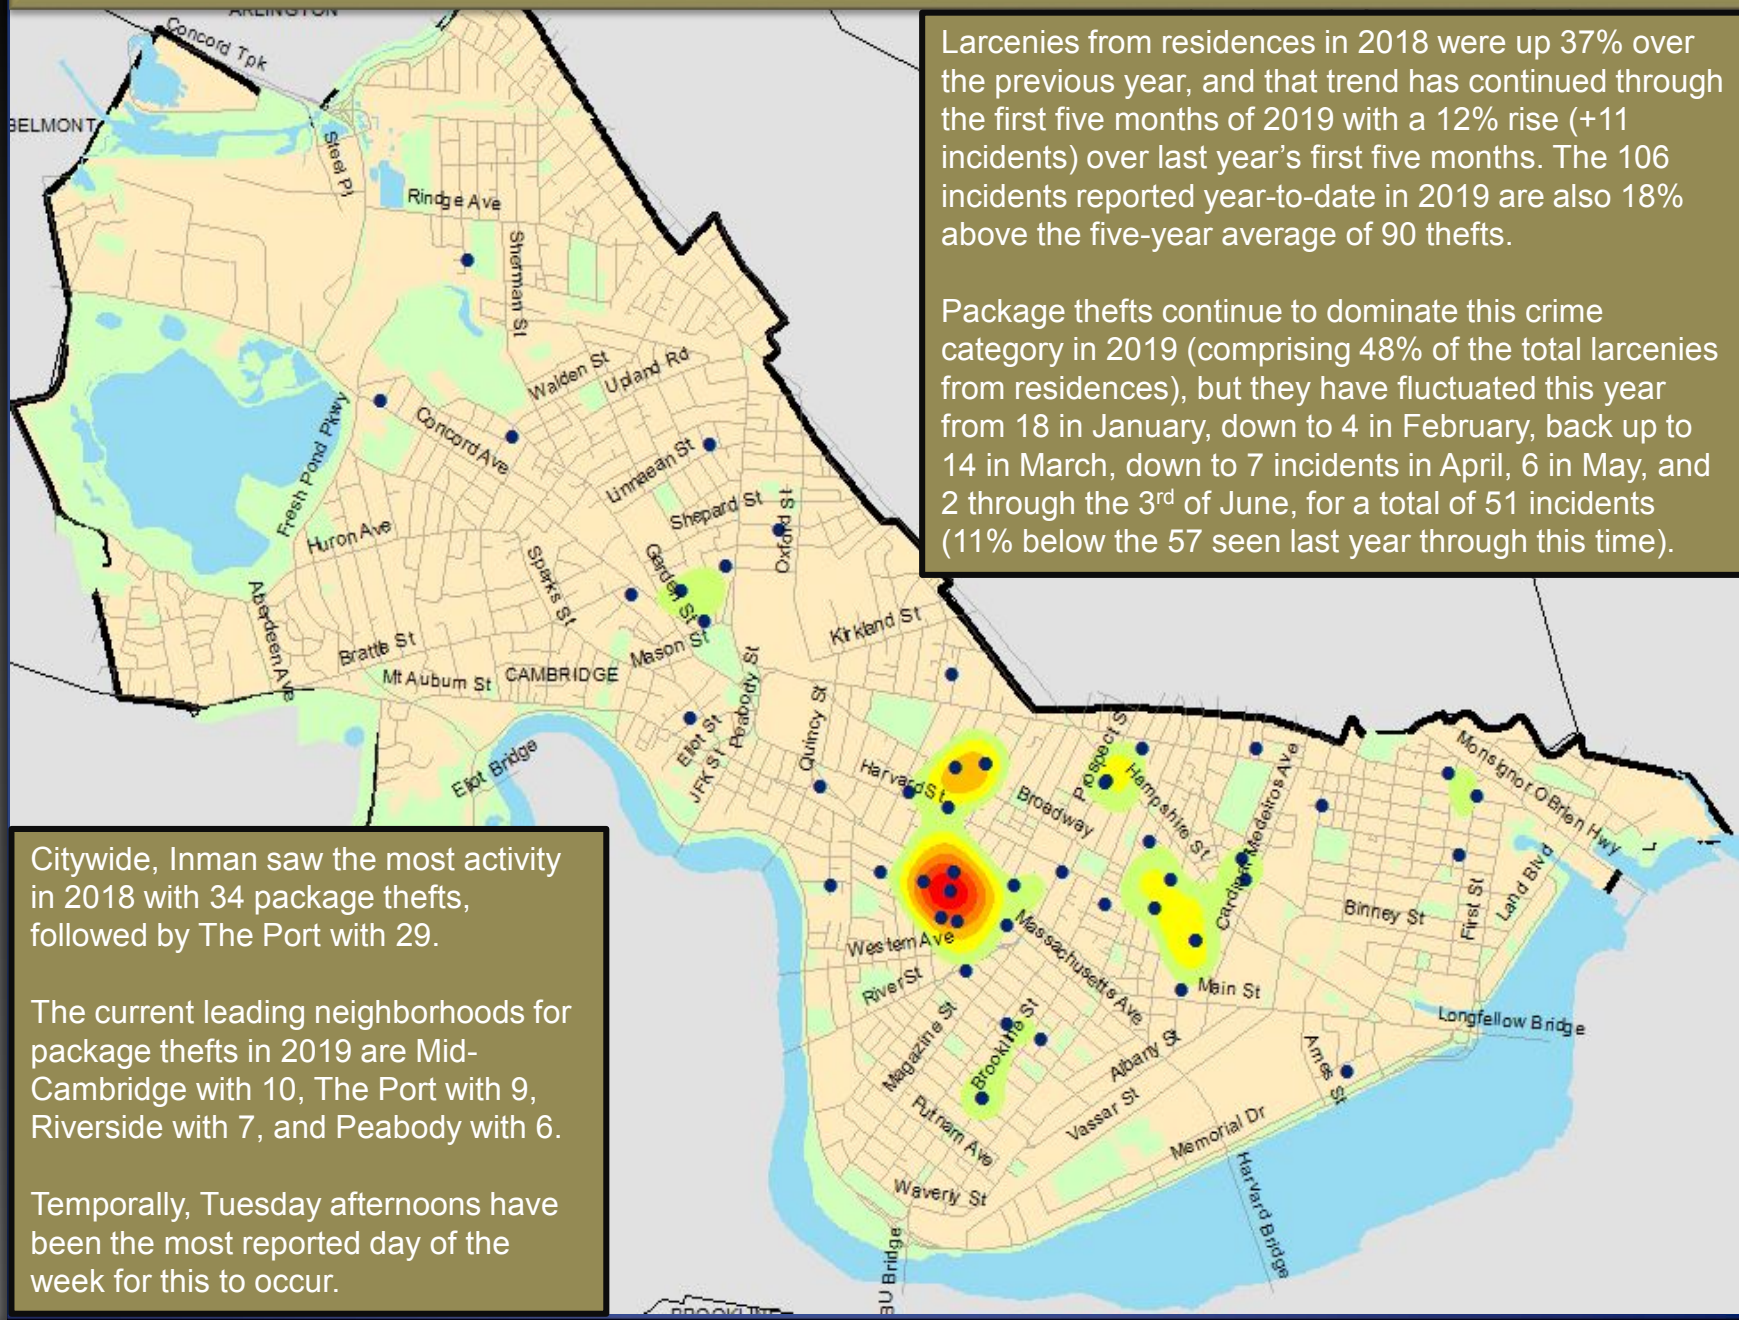 ARLINGTON
Concord Tpk
BELMONT
Steel Pl
Rindge Ave
Sherman St
Walden St
Upland Rd
Concord Ave
Fresh Pond Pkwy
Linnaean St
Shepard St
Oxford St
Huron Ave
Sparks St
Garden St
Aberdeen Ave
Brattle St
Mason St
Kirkland St
Mt Auburn St
CAMBRIDGE
Peabody St
Eliot St
JFK St
Quincy St
Eliot Bridge
Harvard St
Broadway
Prospect St
Hampshire St
Cardinal Medeiros Ave
Monsignor O'Brien Hwy
Land Blvd
First St
Binney St
Western Ave
River St
Massachusetts Ave
Main St
Longfellow Bridge
Magazine St
Brookline St
Albany St
Ames St
Putnam Ave
Vassar St
Memorial Dr
Waverly St
Harvard Bridge
BU Bridge
BROOKLINE
Larcenies from residences in 2018 were up 37% over
the previous year, and that trend has continued through
the first five months of 2019 with a 12% rise (+11
incidents) over last year's first five months. The 106
incidents reported year-to-date in 2019 are also 18%
above the five-year average of 90 thefts.
Package thefts continue to dominate this crime
category in 2019 (comprising 48% of the total larcenies
from residences), but they have fluctuated this year
from 18 in January, down to 4 in February, back up to
14 in March, down to 7 incidents in April, 6 in May, and
2 through the 3rd of June, for a total of 51 incidents
(11% below the 57 seen last year through this time).
Citywide, Inman saw the most activity
in 2018 with 34 package thefts,
followed by The Port with 29.
The current leading neighborhoods for
package thefts in 2019 are Mid-
Cambridge with 10, The Port with 9,
Riverside with 7, and Peabody with 6.
Temporally, Tuesday afternoons have
been the most reported day of the
week for this to occur.